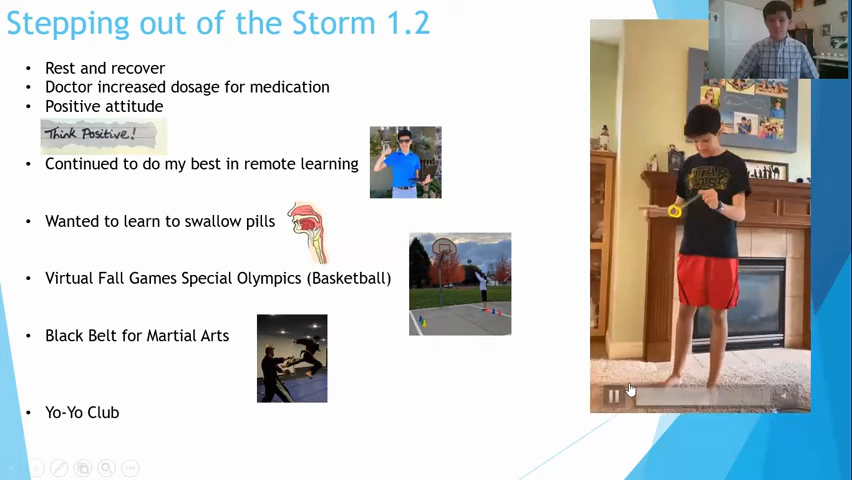 Stepping out of the Storm 1.2
• Rest and recover
• Doctor increased dosage for medication
• Positive attitude
Think Positive!
• Continued to do my best in remote learning
• Wanted to learn to swallow pills
• Virtual Fall Games Special Olympics (Basketball)
• Black Belt for Martial Arts
• Yo-Yo Club
STAR
WARS